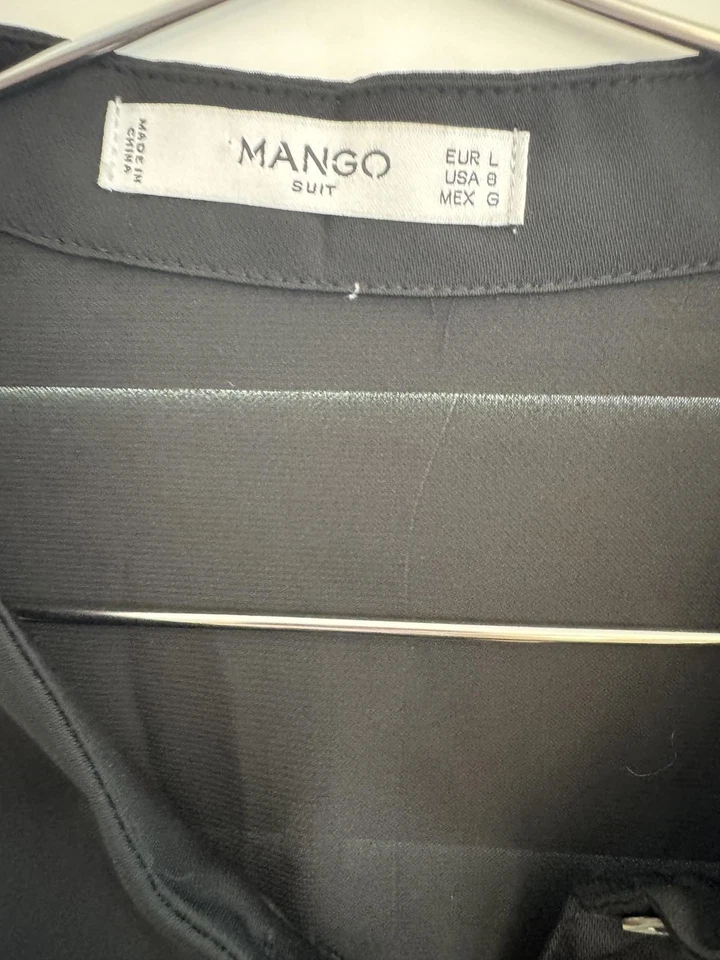 MADE IN
CHINA
MANGO
SUIT
EUR L
USA 8
MEX G